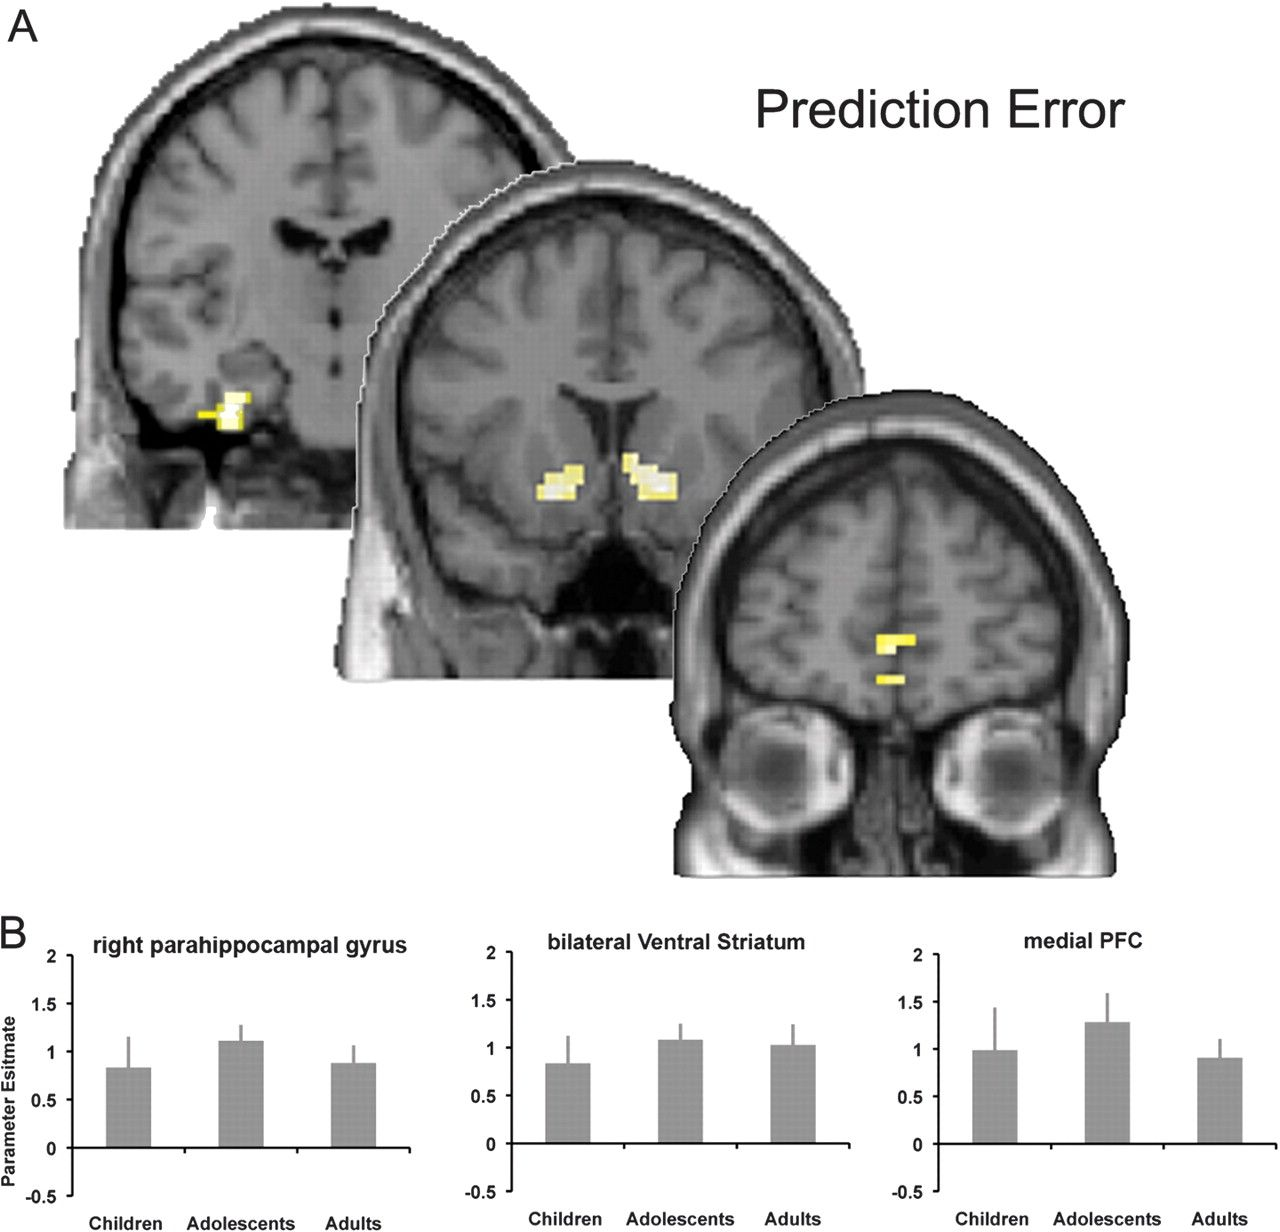 A
Prediction Error
B
right parahippocampal gyrus
Parameter Esitmate
2
1.5
1
0.5
0
-0.5
Children Adolescents Adults
bilateral Ventral Striatum
2
1.5
1
0.5
0
-0.5
Children Adolescents Adults
medial PFC
2
1.5
1
0.5
0
-0.5
Children Adolescents Adults